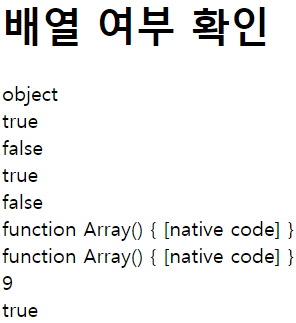 배열 여부 확인
object
true
false
true
false
function Array() { [native code] }
function Array() { [native code] }
9
true